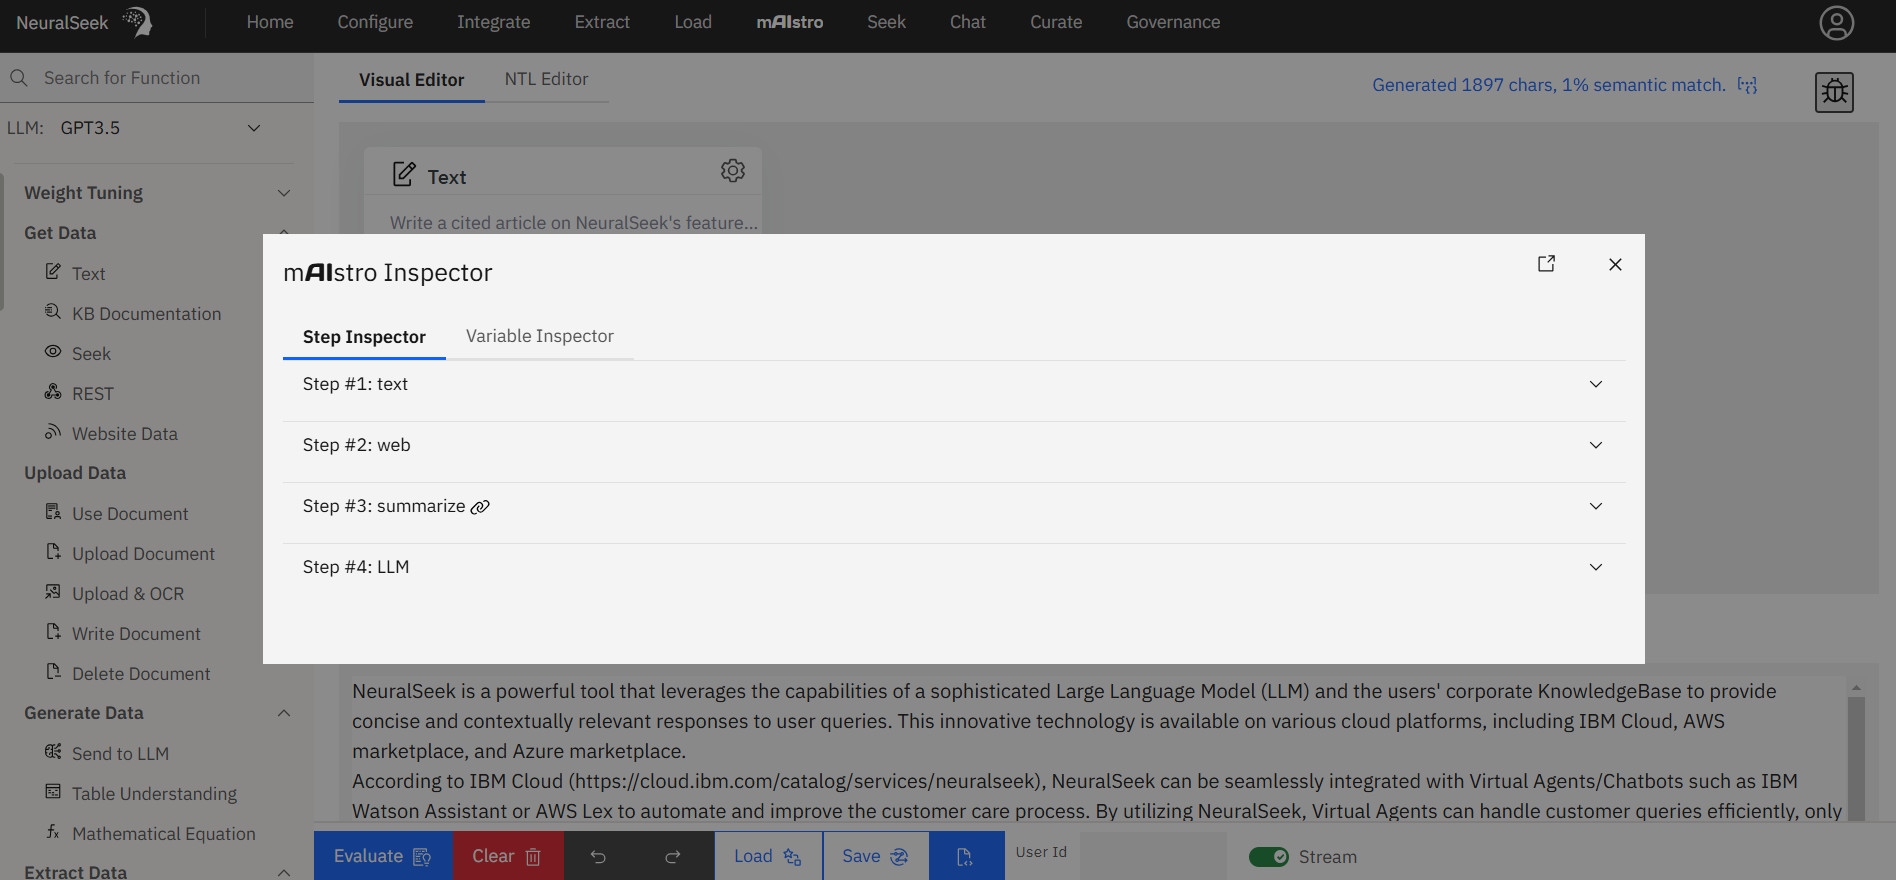 NeuralSeek
Home
Configure
Integrate
Extract
Load
mAIstro
Seek
Chat
Curate
Governance
Search for Function
LLM: GPT3.5
Weight Tuning
Get Data
Text
KB Documentation
Seek
REST
Website Data
Upload Data
Use Document
Upload Document
Upload & OCR
Write Document
Delete Document
Generate Data
Send to LLM
Table Understanding
Mathematical Equation
Extract Data
Visual Editor
NTL Editor
Generated 1897 chars, 1% semantic match.
Text
Write a cited article on NeuralSeek's feature...
mAIstro Inspector
Step Inspector
Variable Inspector
Step #1: text
Step #2: web
Step #3: summarize
Step #4: LLM
NeuralSeek is a powerful tool that leverages the capabilities of a sophisticated Large Language Model (LLM) and the users' corporate KnowledgeBase to provide
concise and contextually relevant responses to user queries. This innovative technology is available on various cloud platforms, including IBM Cloud, AWS
marketplace, and Azure marketplace.
According to IBM Cloud (https://cloud.ibm.com/catalog/services/neuralseek), NeuralSeek can be seamlessly integrated with Virtual Agents/Chatbots such as IBM
Watson Assistant or AWS Lex to automate and improve the customer care process. By utilizing NeuralSeek, Virtual Agents can handle customer queries efficiently, only
Evaluate
Clear
Load
Save
User Id
Stream